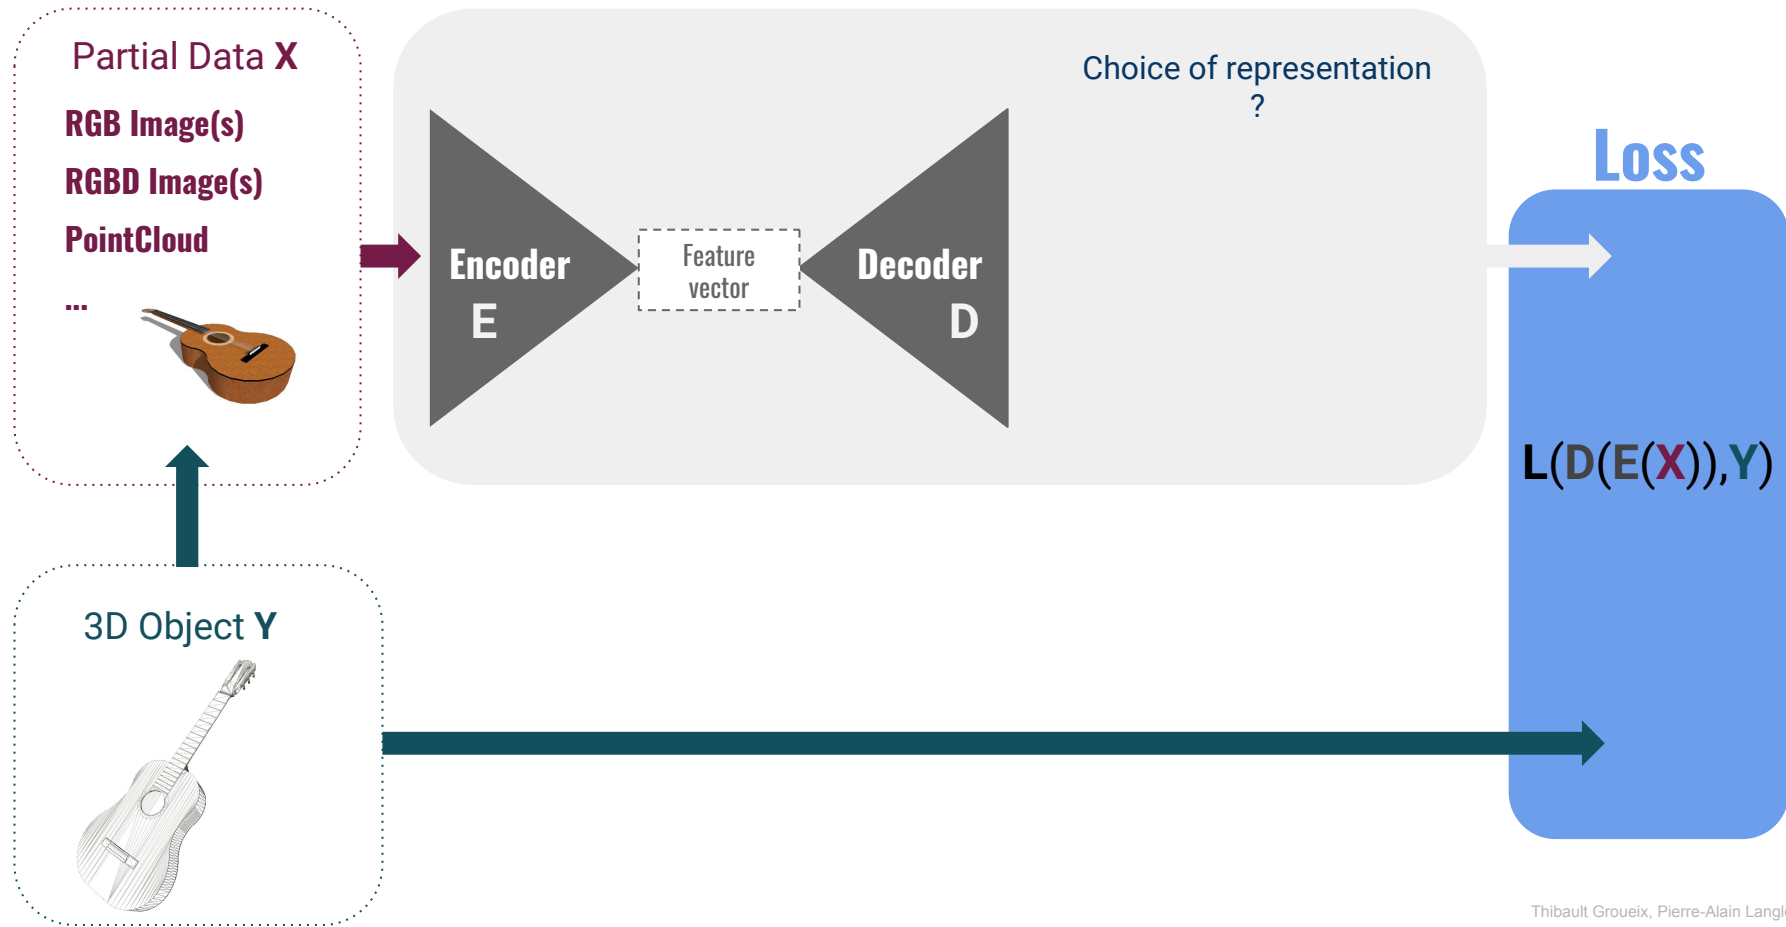 Partial Data X
RGB Image(s)
RGBD Image(s)
PointCloud
...
Encoder
E
Feature
vector
Decoder
D
Choice of representation
?
Loss
L(D(E(X)),Y)
3D Object Y
Thibault Groueix, Pierre-Alain Langlo